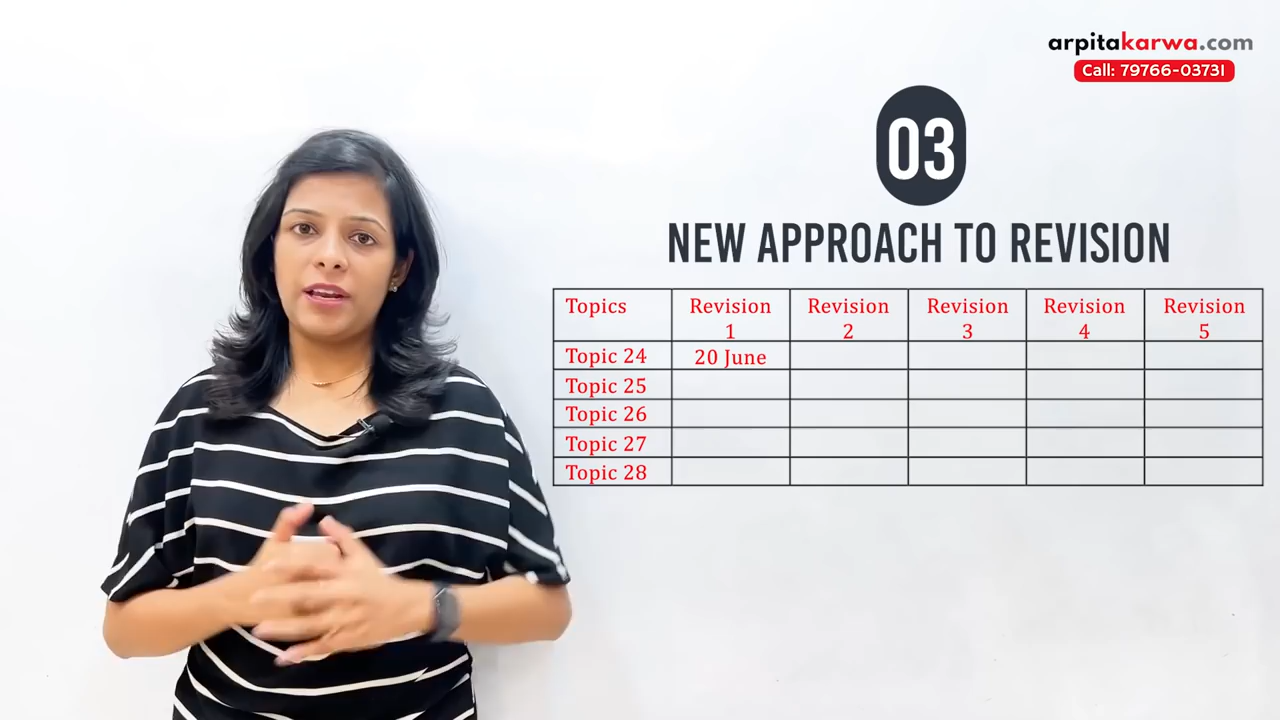 arpitakarwa.com
Call: 79766-03731
03
NEW APPROACH TO REVISION
Topics Revision 1 Revision 2 Revision 3 Revision 4 Revision 5
Topic 24 20 June
Topic 25
Topic 26
Topic 27
Topic 28